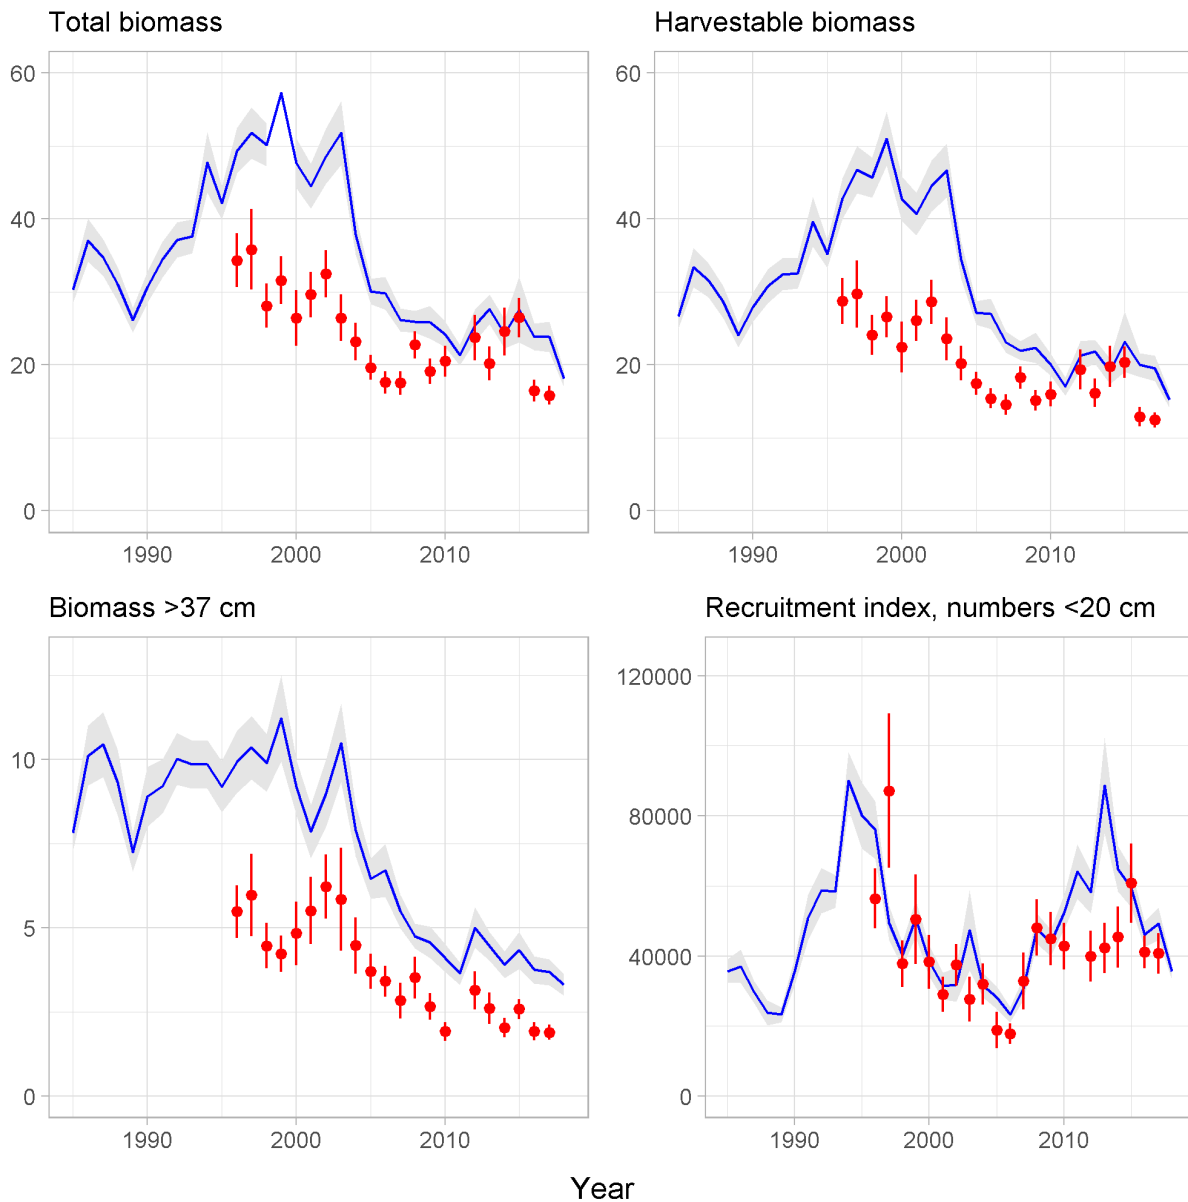 Total biomass
60
40
20
0
1990 2000 2010
Harvestable biomass
60
40
20
0
1990 2000 2010
Biomass >37 cm
10
5
0
1990 2000 2010
Recruitment index, numbers <20 cm
120000
80000
40000
0
1990 2000 2010
Year